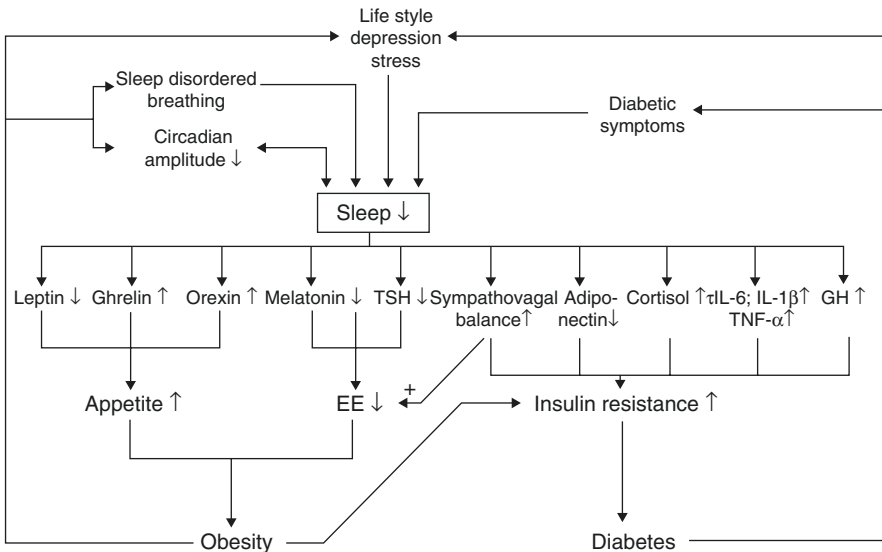 Life style
depression
stress
Sleep disordered
breathing
Diabetic
symptoms
Circadian
amplitude ↓
Sleep ↓
Leptin ↓ Ghrelin ↑ Orexin ↑ Melatonin ↓ TSH ↓ Sympathovagal Adipo- Cortisol ↑ τIL-6; IL-1β↑ GH ↑
balance↑ nectin↓ TNF-α↑
+
Appetite ↑ EE ↓ Insulin resistance ↑
Obesity Diabetes